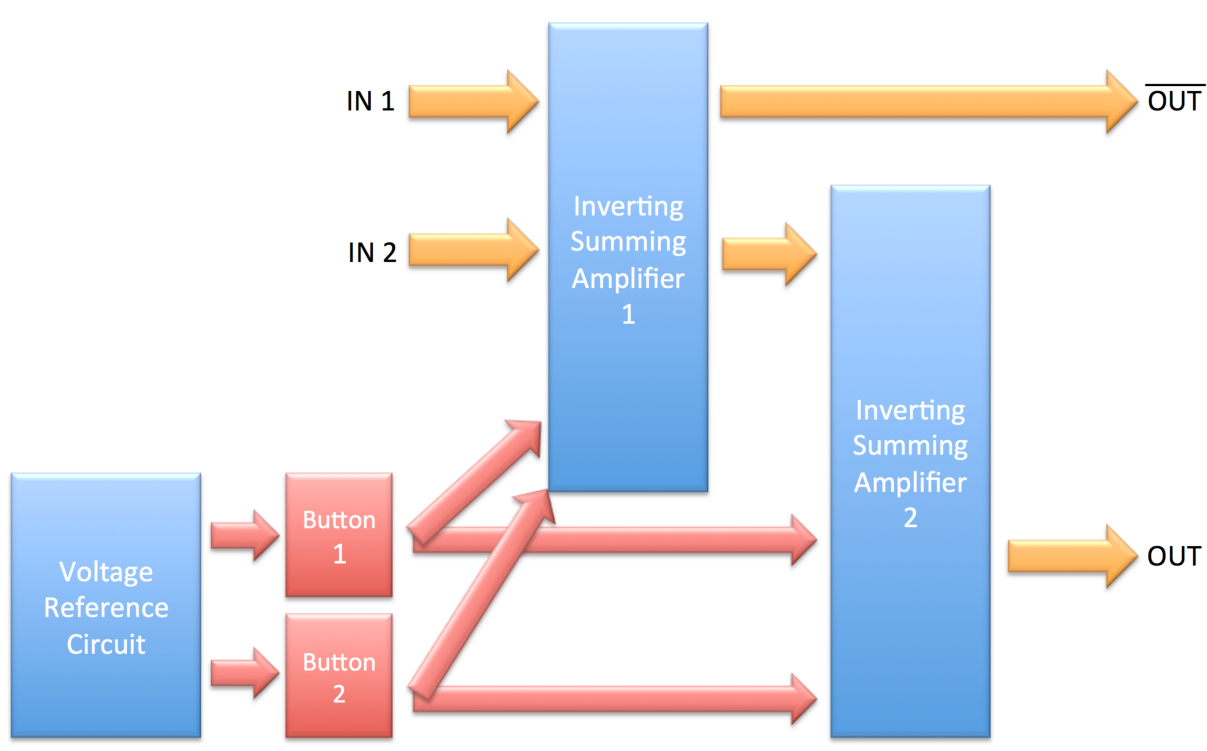 IN 1
OUT
IN 2
Inverting
Summing
Amplifier
1
Inverting
Summing
Amplifier
2
Voltage
Reference
Circuit
Button
1
Button
2
OUT